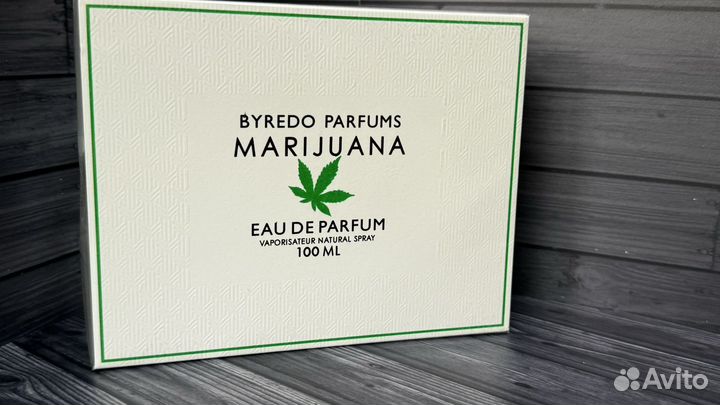 BYREDO PARFUMS
MARIJUANA
EAU DE PARFUM
VAPORISATEUR NATURAL SPRAY
100 ML
Avito